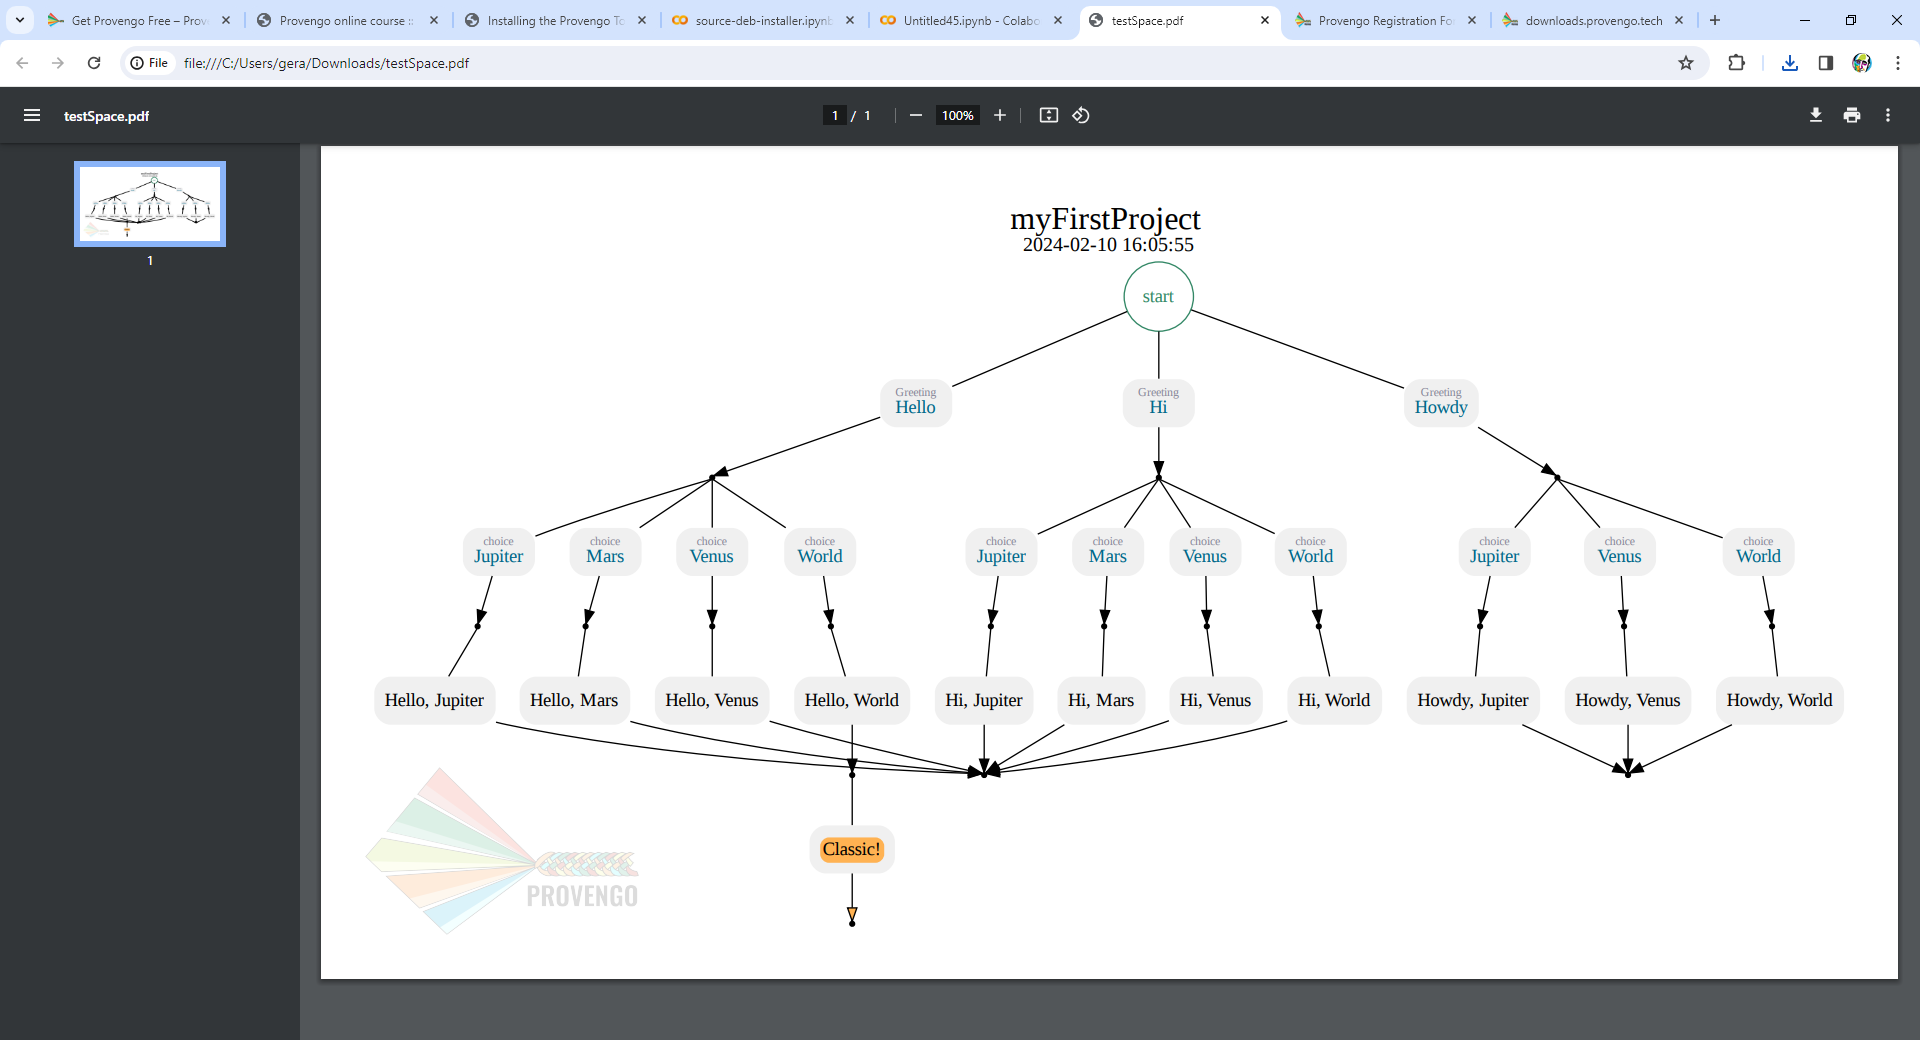 Get Provengo Free – Prov
Provengo online course ::
Installing the Provengo To
source-deb-installer.ipynb
Untitled45.ipynb - Colabo
testSpace.pdf
Provengo Registration Fo
downloads.provengo.tech
File
file:///C:/Users/gera/Downloads/testSpace.pdf
testSpace.pdf
1 / 1
100%
1
myFirstProject
2024-02-10 16:05:55
start
Greeting Greeting Greeting
Hello Hi Howdy
choice choice choice choice choice choice choice choice choice choice choice
Jupiter Mars Venus World Jupiter Mars Venus World Jupiter Venus World
Hello, Jupiter Hello, Mars Hello, Venus Hello, World Hi, Jupiter Hi, Mars Hi, Venus Hi, World Howdy, Jupiter Howdy, Venus Howdy, World
Classic!
PROVENGO